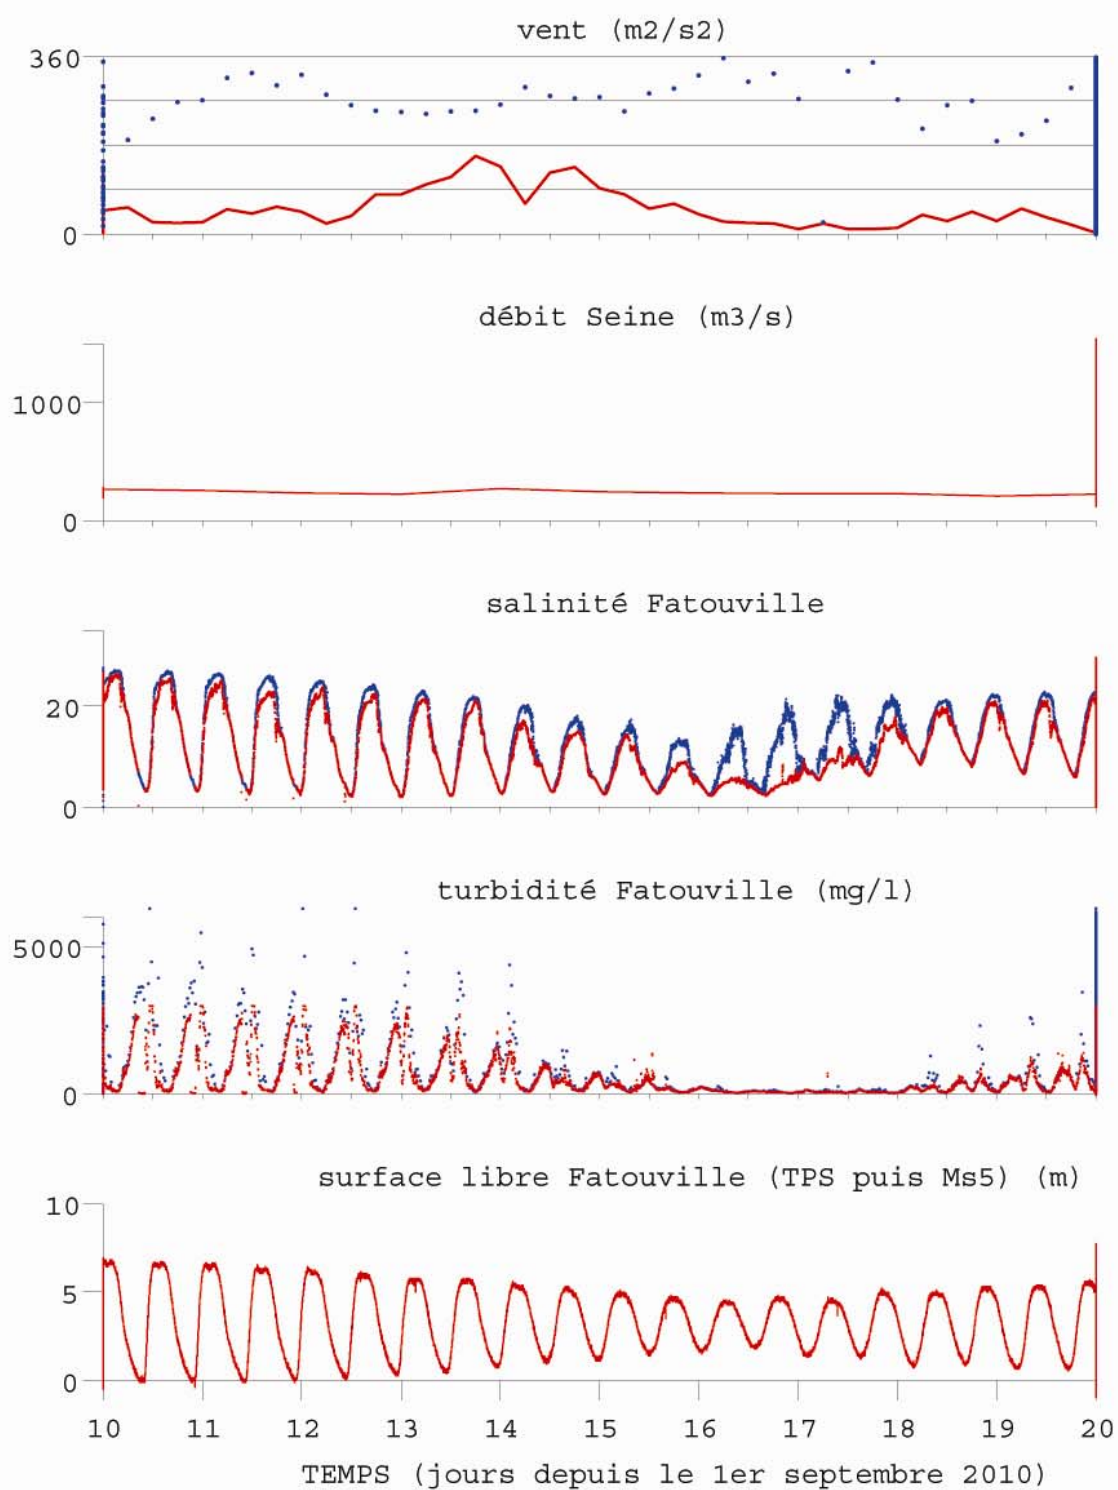 vent (m2/s2)
360
0
débit Seine (m3/s)
1000
0
salinité Fatouville
20
0
turbidité Fatouville (mg/l)
5000
0
surface libre Fatouville (TPS puis Ms5) (m)
10
5
0
10 11 12 13 14 15 16 17 18 19 20
TEMPS (jours depuis le 1er septembre 2010)